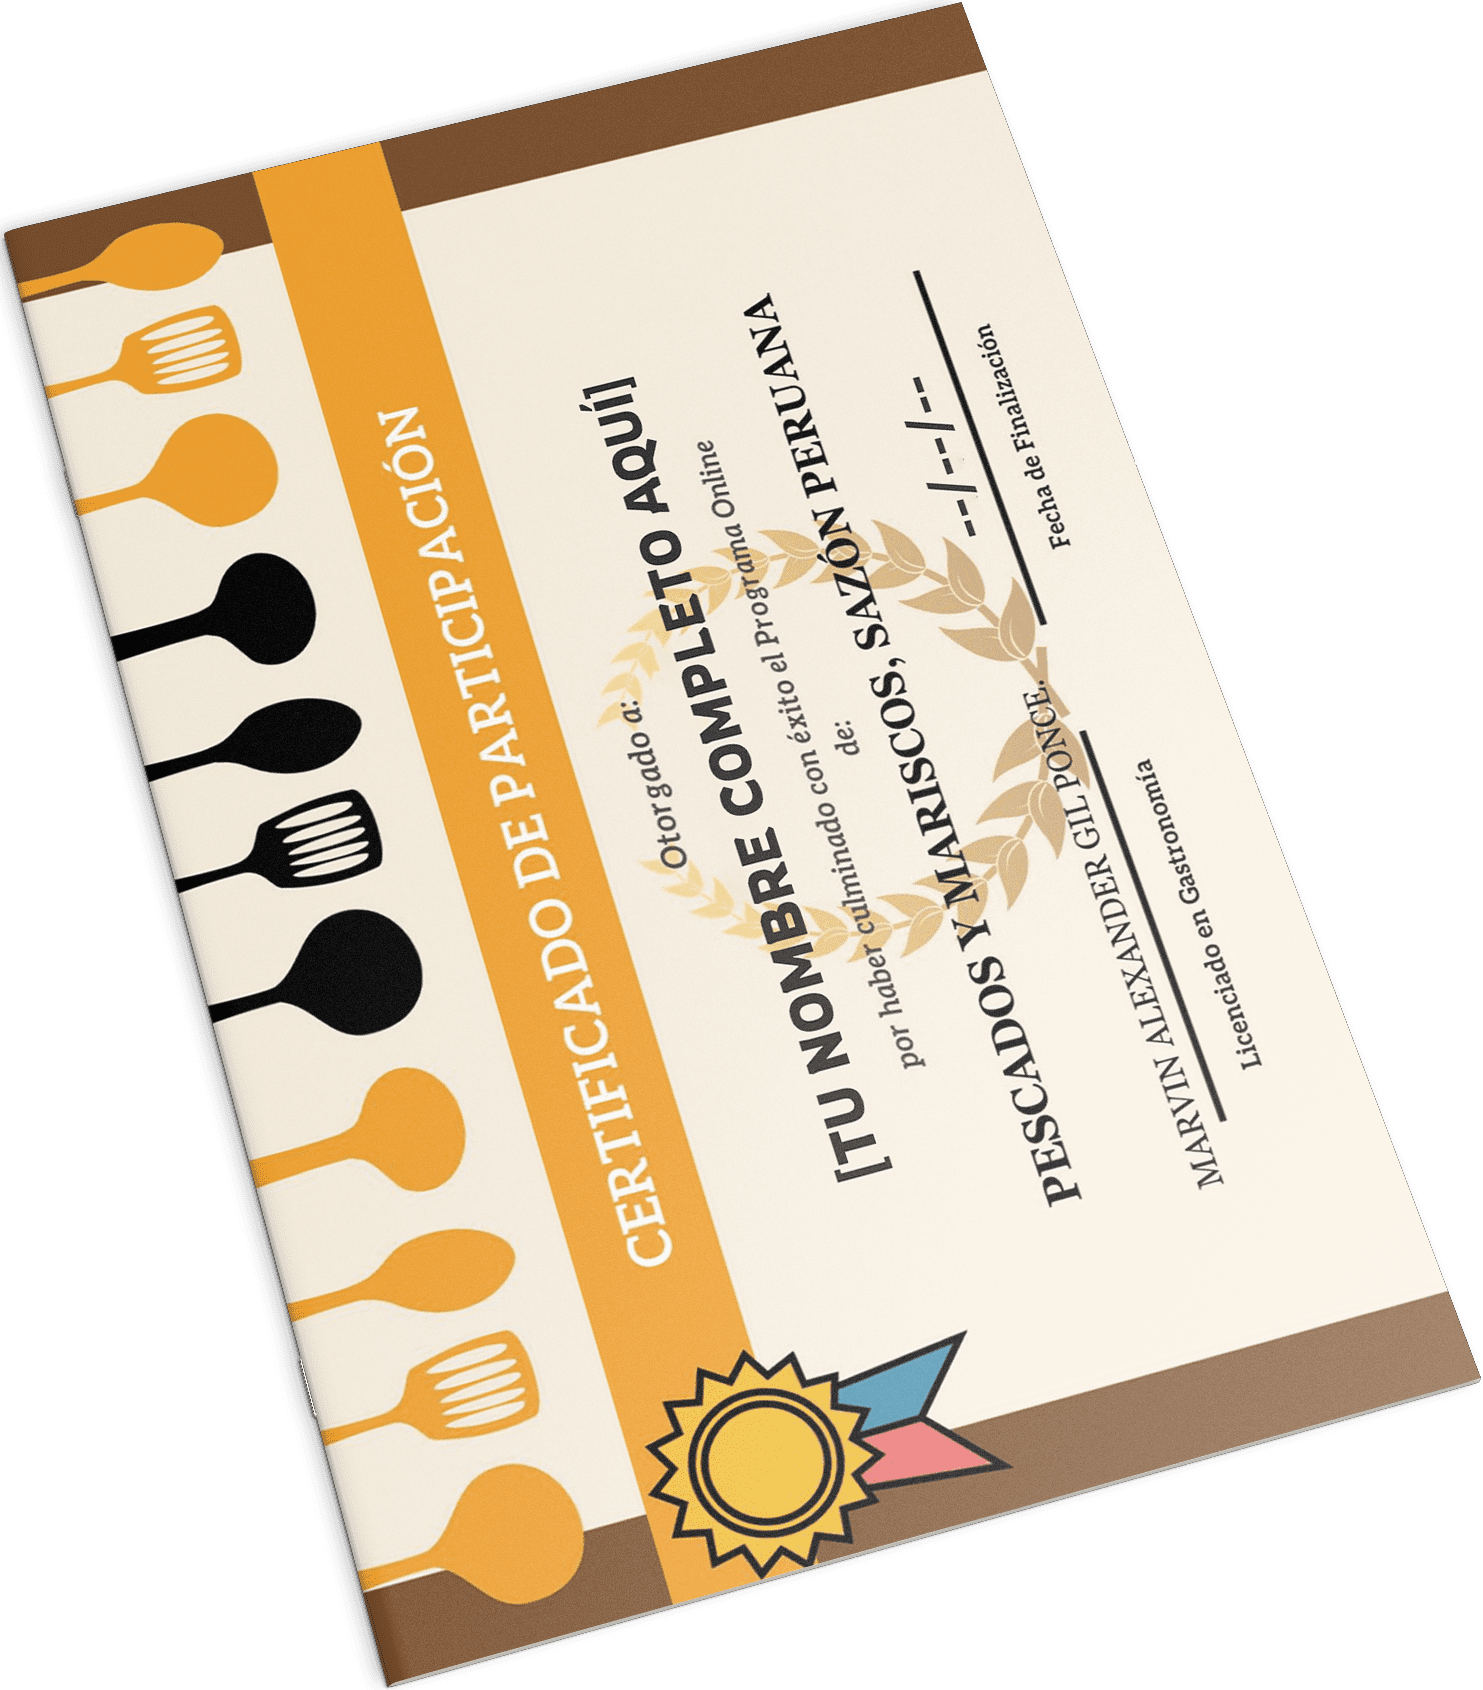 CERTIFICADO DE PARTICIPACIÓN
Otorgado a:
[TU NOMBRE COMPLETO AQUÍ]
por haber culminado con éxito el Programa Online
de:
PESCADOS Y MARISCOS, SAZÓN PERUANA
MARVIN ALEXANDER GIL PONCE.
Licenciado en Gastronomía
--/--/--
Fecha de Finalización